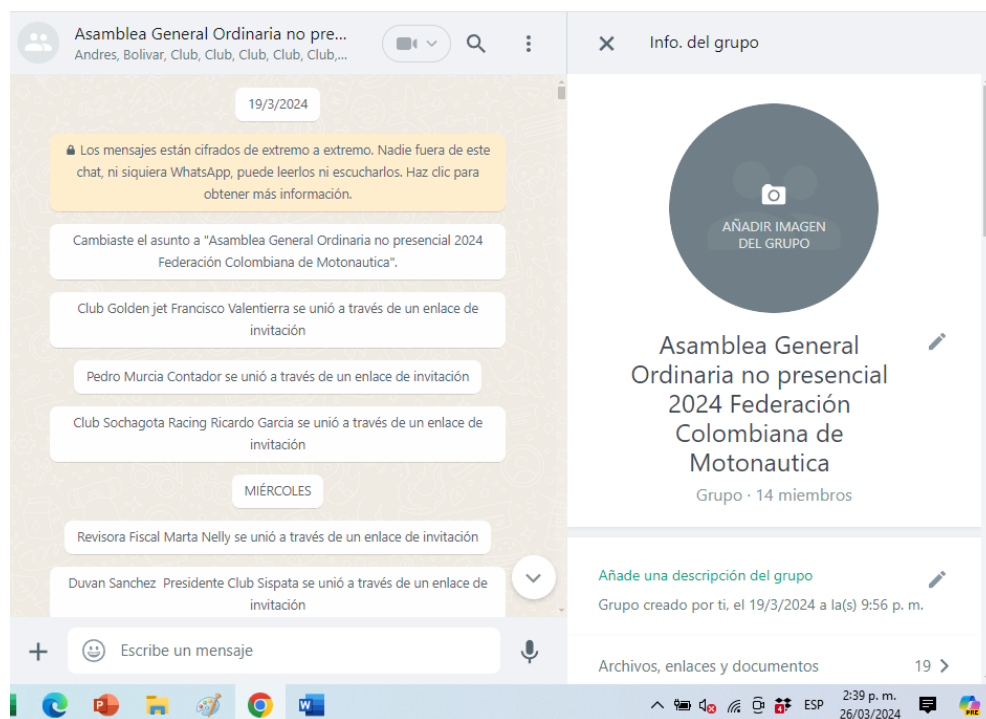 Asamblea General Ordinaria no pre...
Andres, Bolivar, Club, Club, Club, Club, Club,...
19/3/2024
Los mensajes están cifrados de extremo a extremo. Nadie fuera de este
chat, ni siquiera WhatsApp, puede leerlos ni escucharlos. Haz clic para
obtener más información.
Cambiaste el asunto a "Asamblea General Ordinaria no presencial 2024
Federación Colombiana de Motonautica".
Club Golden jet Francisco Valentierra se unió a través de un enlace de
invitación
Pedro Murcia Contador se unió a través de un enlace de invitación
Club Sochagota Racing Ricardo Garcia se unió a través de un enlace de
invitación
MIÉRCOLES
Revisora Fiscal Marta Nelly se unió a través de un enlace de invitación
Duvan Sanchez  Presidente Club Sispata se unió a través de un enlace de
invitación
Escribe un mensaje
Info. del grupo
AÑADIR IMAGEN
DEL GRUPO
Asamblea General
Ordinaria no presencial
2024 Federación
Colombiana de
Motonautica
Grupo · 14 miembros
Añade una descripción del grupo
Grupo creado por ti, el 19/3/2024 a la(s) 9:56 p. m.
Archivos, enlaces y documentos 19
ESP
2:39 p. m.
26/03/2024